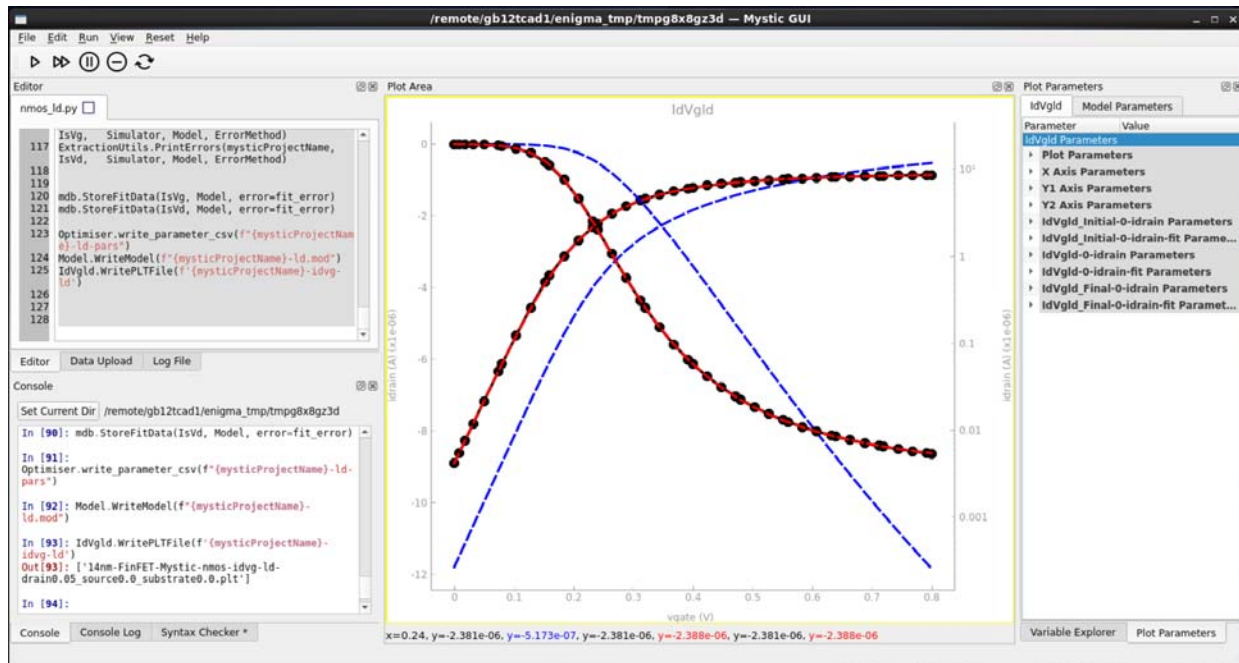 /remote/gb12tcad1/enigma_tmp/tmpg8x8gz3d — Mystic GUI
File Edit Run View Reset Help
Editor
nmos_ld.py
IsVg, Simulator, Model, ErrorMethod)
117 ExtractionUtils.PrintErrors(mysticProjectName,
IsVd, Simulator, Model, ErrorMethod)
118
119
120 mdb.StoreFitData(IsVg, Model, error=fit_error)
121 mdb.StoreFitData(IsVd, Model, error=fit_error)
122
123 Optimiser.write_parameter_csv(f"{mysticProjectNam
e}-ld-pars")
124 Model.WriteModel(f"{mysticProjectName}-ld.mod")
125 IdVgld.WritePLTFile(f'{mysticProjectName}-idvg-
ld')
126
127
128
Editor Data Upload Log File
Console
Set Current Dir /remote/gb12tcad1/enigma_tmp/tmpg8x8gz3d
In [90]: mdb.StoreFitData(IsVd, Model, error=fit_error)
In [91]:
Optimiser.write_parameter_csv(f"{mysticProjectName}-ld-
pars")
In [92]: Model.WriteModel(f"{mysticProjectName}-
ld.mod")
In [93]: IdVgld.WritePLTFile(f'{mysticProjectName}-
idvg-ld')
Out[93]: ['14nm-FinFET-Mystic-nmos-idvg-ld-
drain0.05_source0.0_substrate0.0.plt']
In [94]:
Console Console Log Syntax Checker *
Plot Area
IdVgld
0
-2
-4
-6
-8
-10
-12
idrain (A) (x1e-06)
0 0.1 0.2 0.3 0.4 0.5 0.6 0.7 0.8
vgate (V)
10¹
1
0.1
0.01
0.001
idrain (A) (x1e-06)
x=0.24, y=-2.381e-06, y=-5.173e-07, y=-2.381e-06, y=-2.388e-06, y=-2.381e-06, y=-2.388e-06
Plot Parameters
IdVgld Model Parameters
Parameter Value
IdVgld Parameters
Plot Parameters
X Axis Parameters
Y1 Axis Parameters
Y2 Axis Parameters
IdVgld_Initial-0-idrain Parameters
IdVgld_Initial-0-idrain-fit Parame...
IdVgld-0-idrain Parameters
IdVgld-0-idrain-fit Parameters
IdVgld_Final-0-idrain Parameters
IdVgld_Final-0-idrain-fit Paramet...
Variable Explorer Plot Parameters